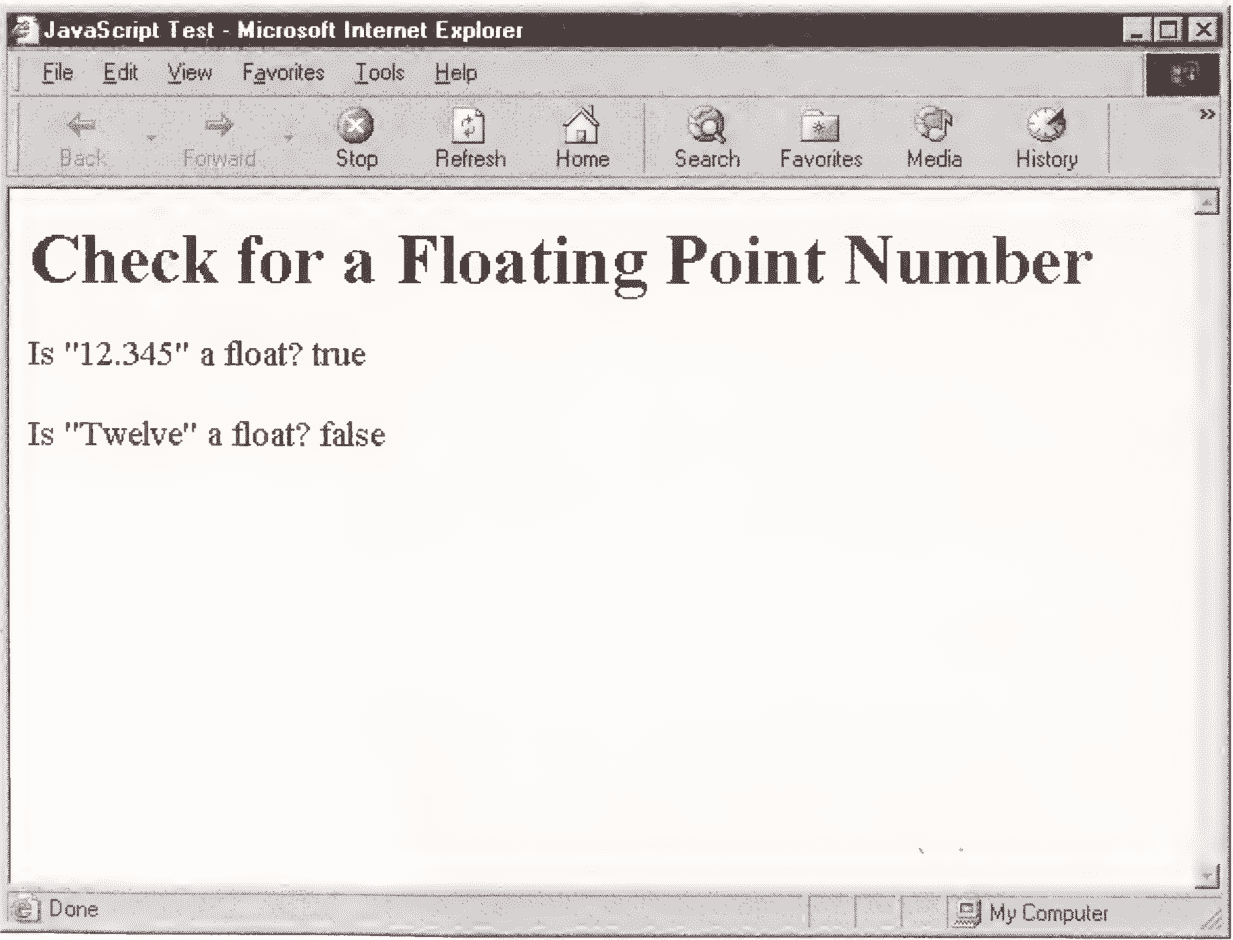 JavaScript Test - Microsoft Internet Explorer
File Edit View Favorites Tools Help
Back Forward Stop Refresh Home Search Favorites Media History »
Check for a Floating Point Number
Is "12.345" a float? true
Is "Twelve" a float? false
Done My Computer